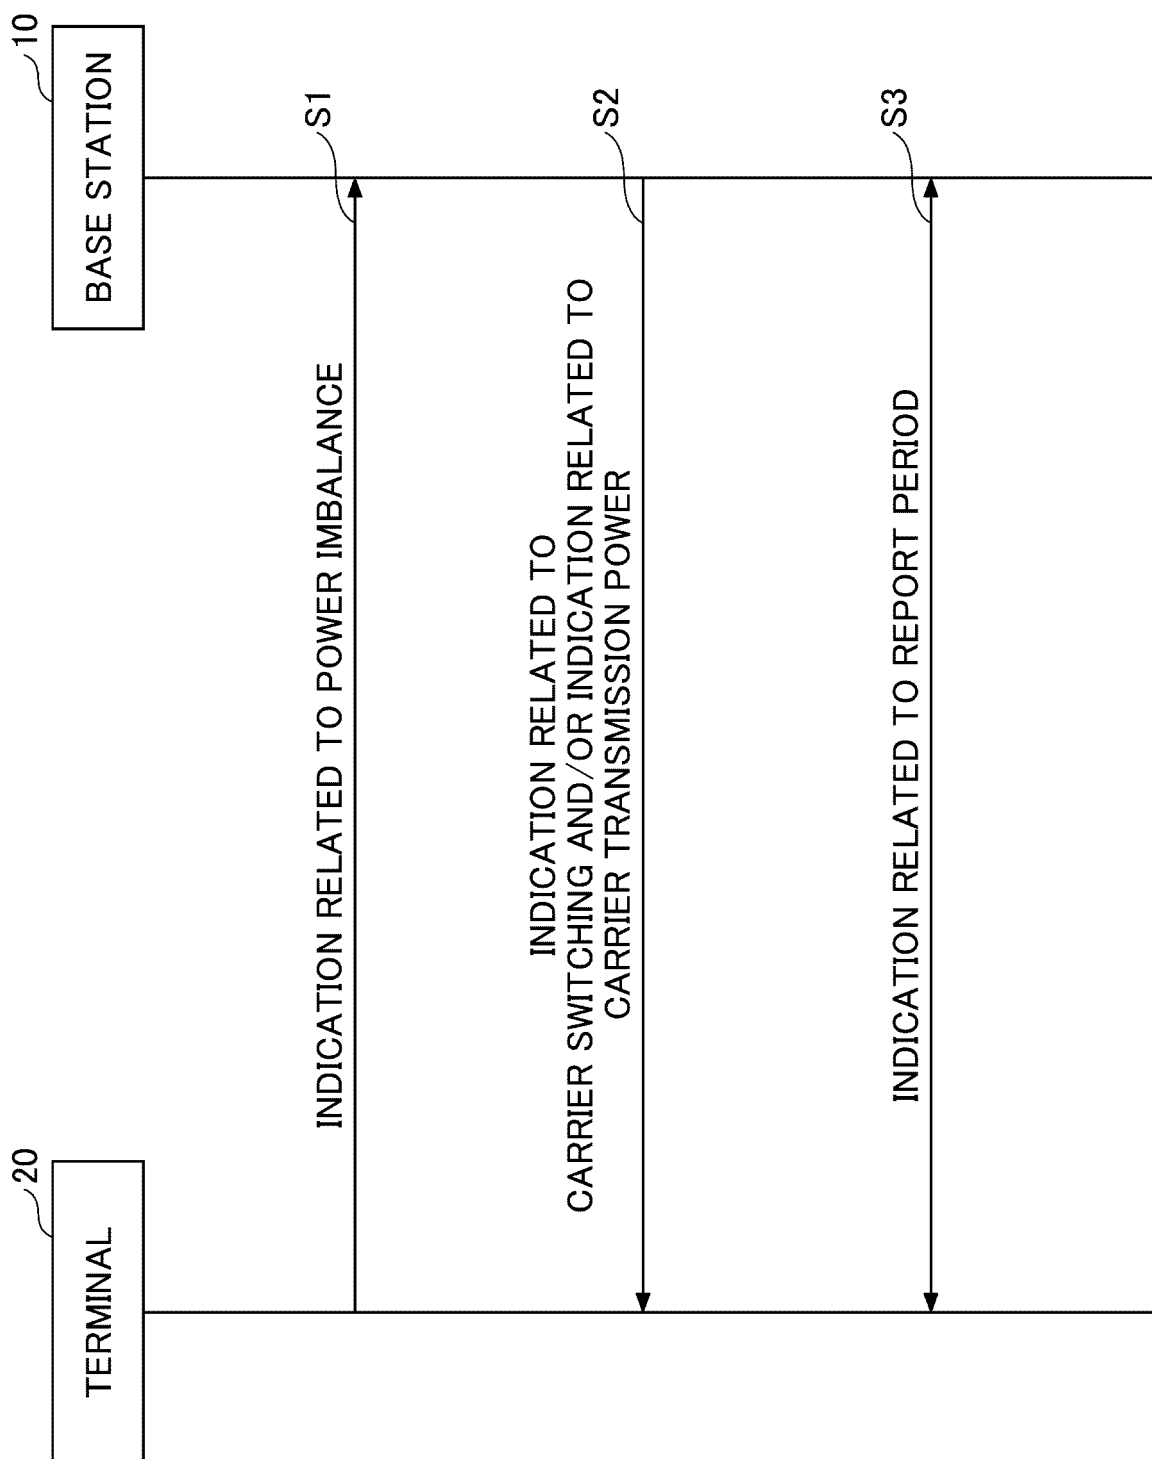 20
TERMINAL
10
BASE STATION
S1
INDICATION RELATED TO POWER IMBALANCE
S2
INDICATION RELATED TO
CARRIER SWITCHING AND/OR INDICATION RELATED TO
CARRIER TRANSMISSION POWER
S3
INDICATION RELATED TO REPORT PERIOD